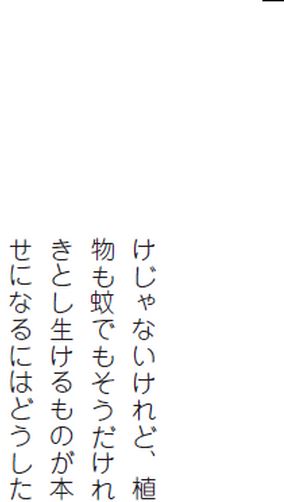 けじゃないけれど、植
物も蚊でもそうだけれ
きとし生けるものが本
せになるにはどうした